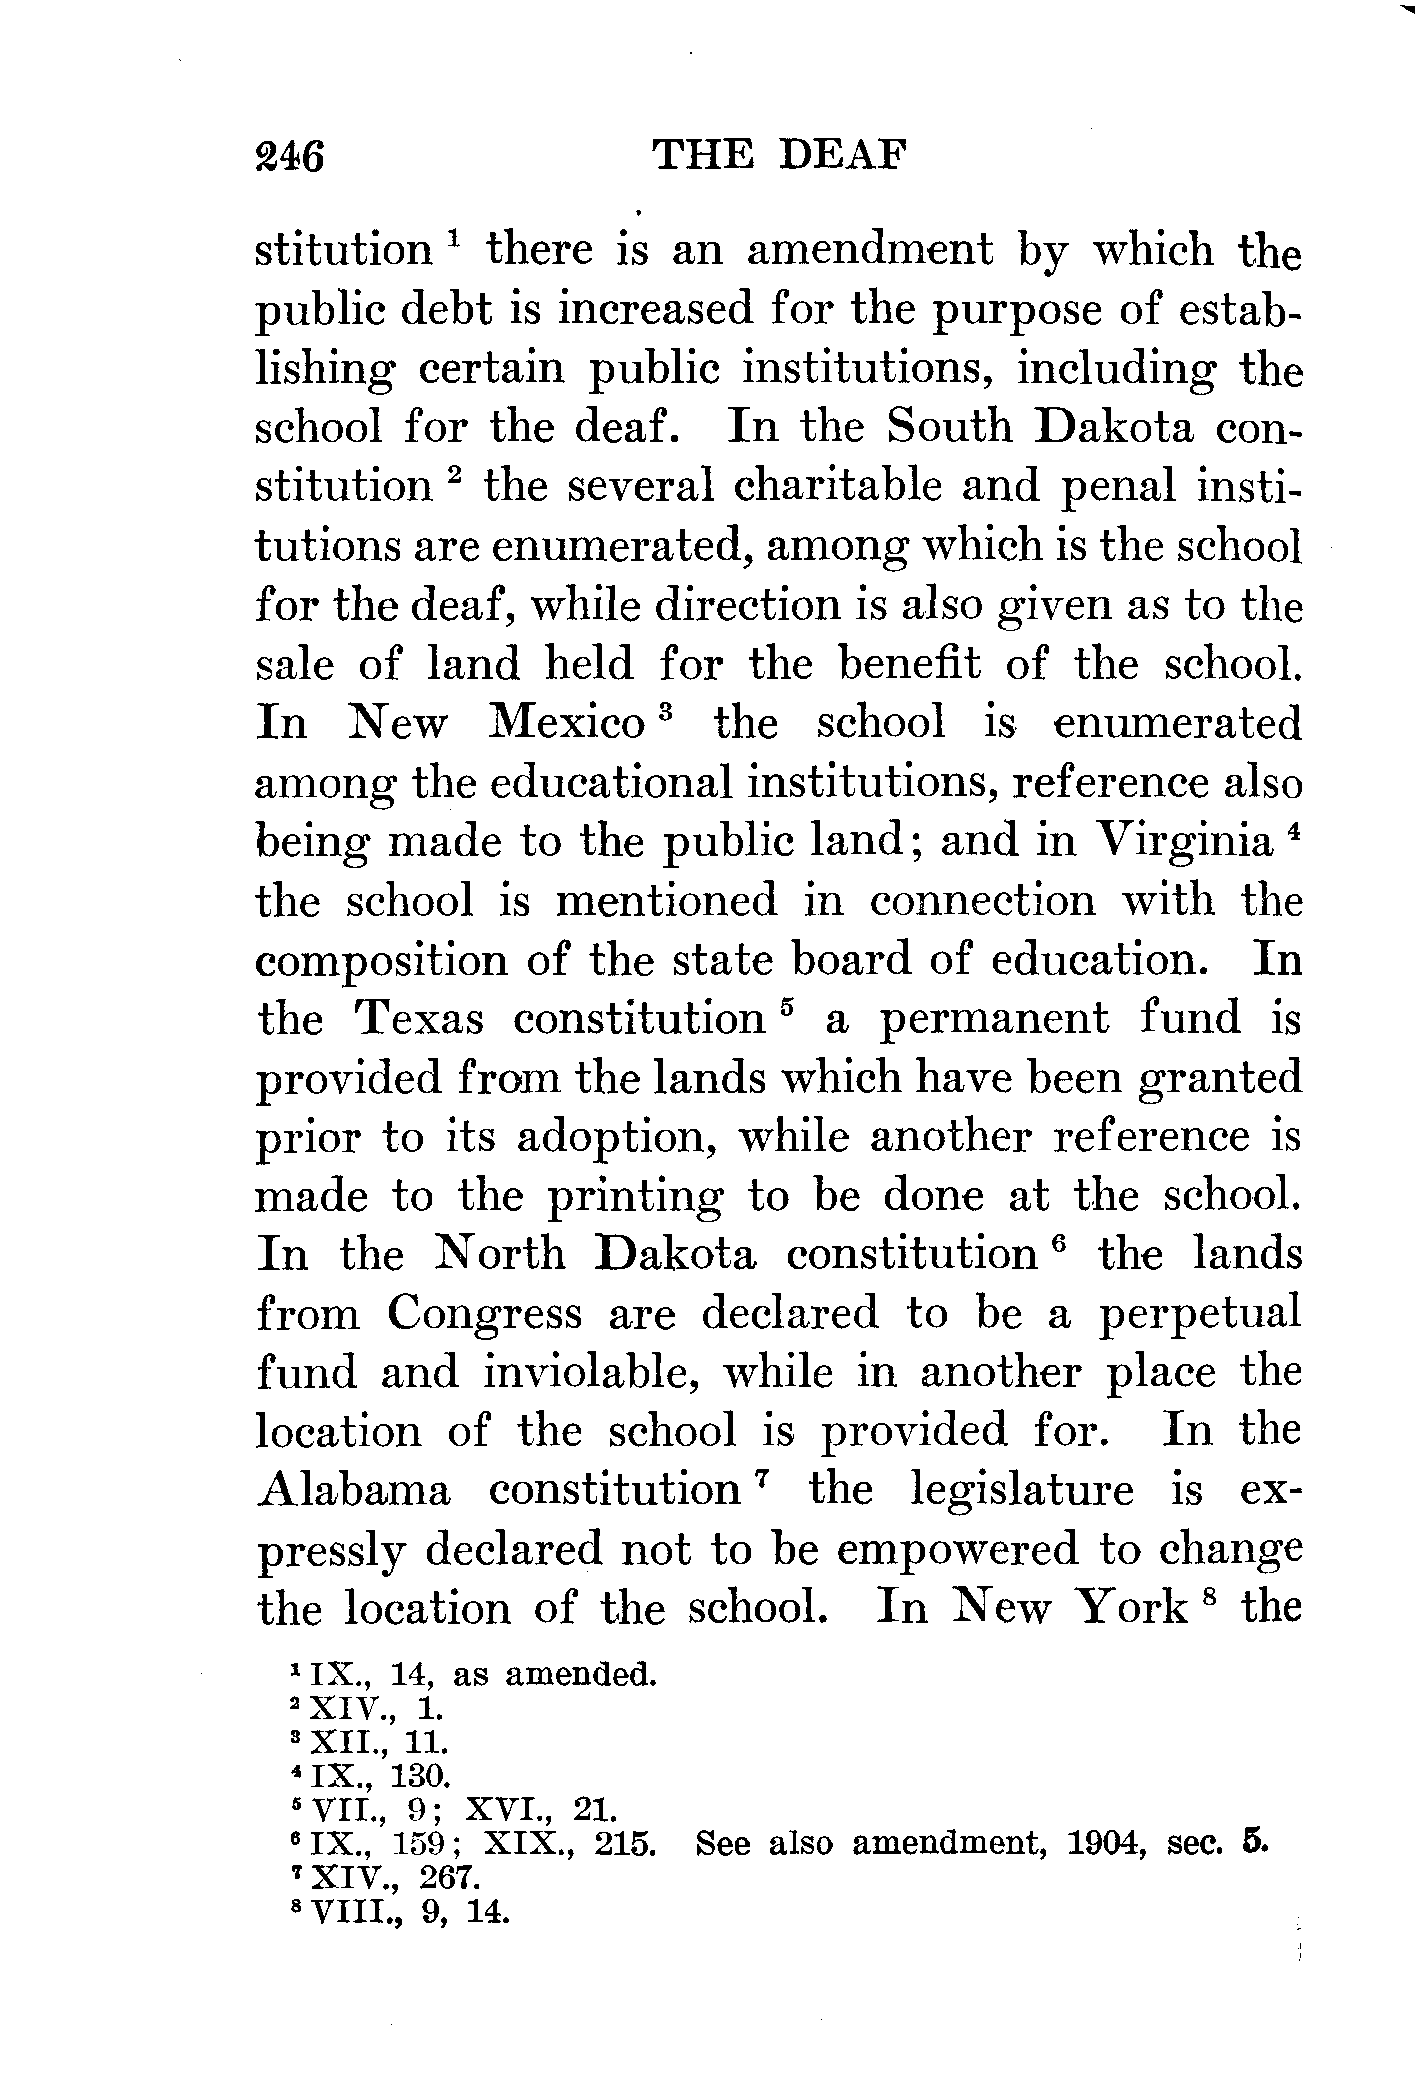 246 THE DEAF
stitution ¹ there is an amendment by which the
public debt is increased for the purpose of estab-
lishing certain public institutions, including the
school for the deaf. In the South Dakota con-
stitution ² the several charitable and penal insti-
tutions are enumerated, among which is the school
for the deaf, while direction is also given as to the
sale of land held for the benefit of the school.
In New Mexico ³ the school is enumerated
among the educational institutions, reference also
being made to the public land; and in Virginia ⁴
the school is mentioned in connection with the
composition of the state board of education. In
the Texas constitution ⁵ a permanent fund is
provided from the lands which have been granted
prior to its adoption, while another reference is
made to the printing to be done at the school.
In the North Dakota constitution ⁶ the lands
from Congress are declared to be a perpetual
fund and inviolable, while in another place the
location of the school is provided for. In the
Alabama constitution ⁷ the legislature is ex-
pressly declared not to be empowered to change
the location of the school. In New York ⁸ the
¹ IX., 14, as amended.
² XIV., 1.
³ XII., 11.
⁴ IX., 130.
⁵ VII., 9; XVI., 21.
⁶ IX., 159; XIX., 215. See also amendment, 1904, sec. 5.
⁷ XIV., 267.
⁸ VIII., 9, 14.